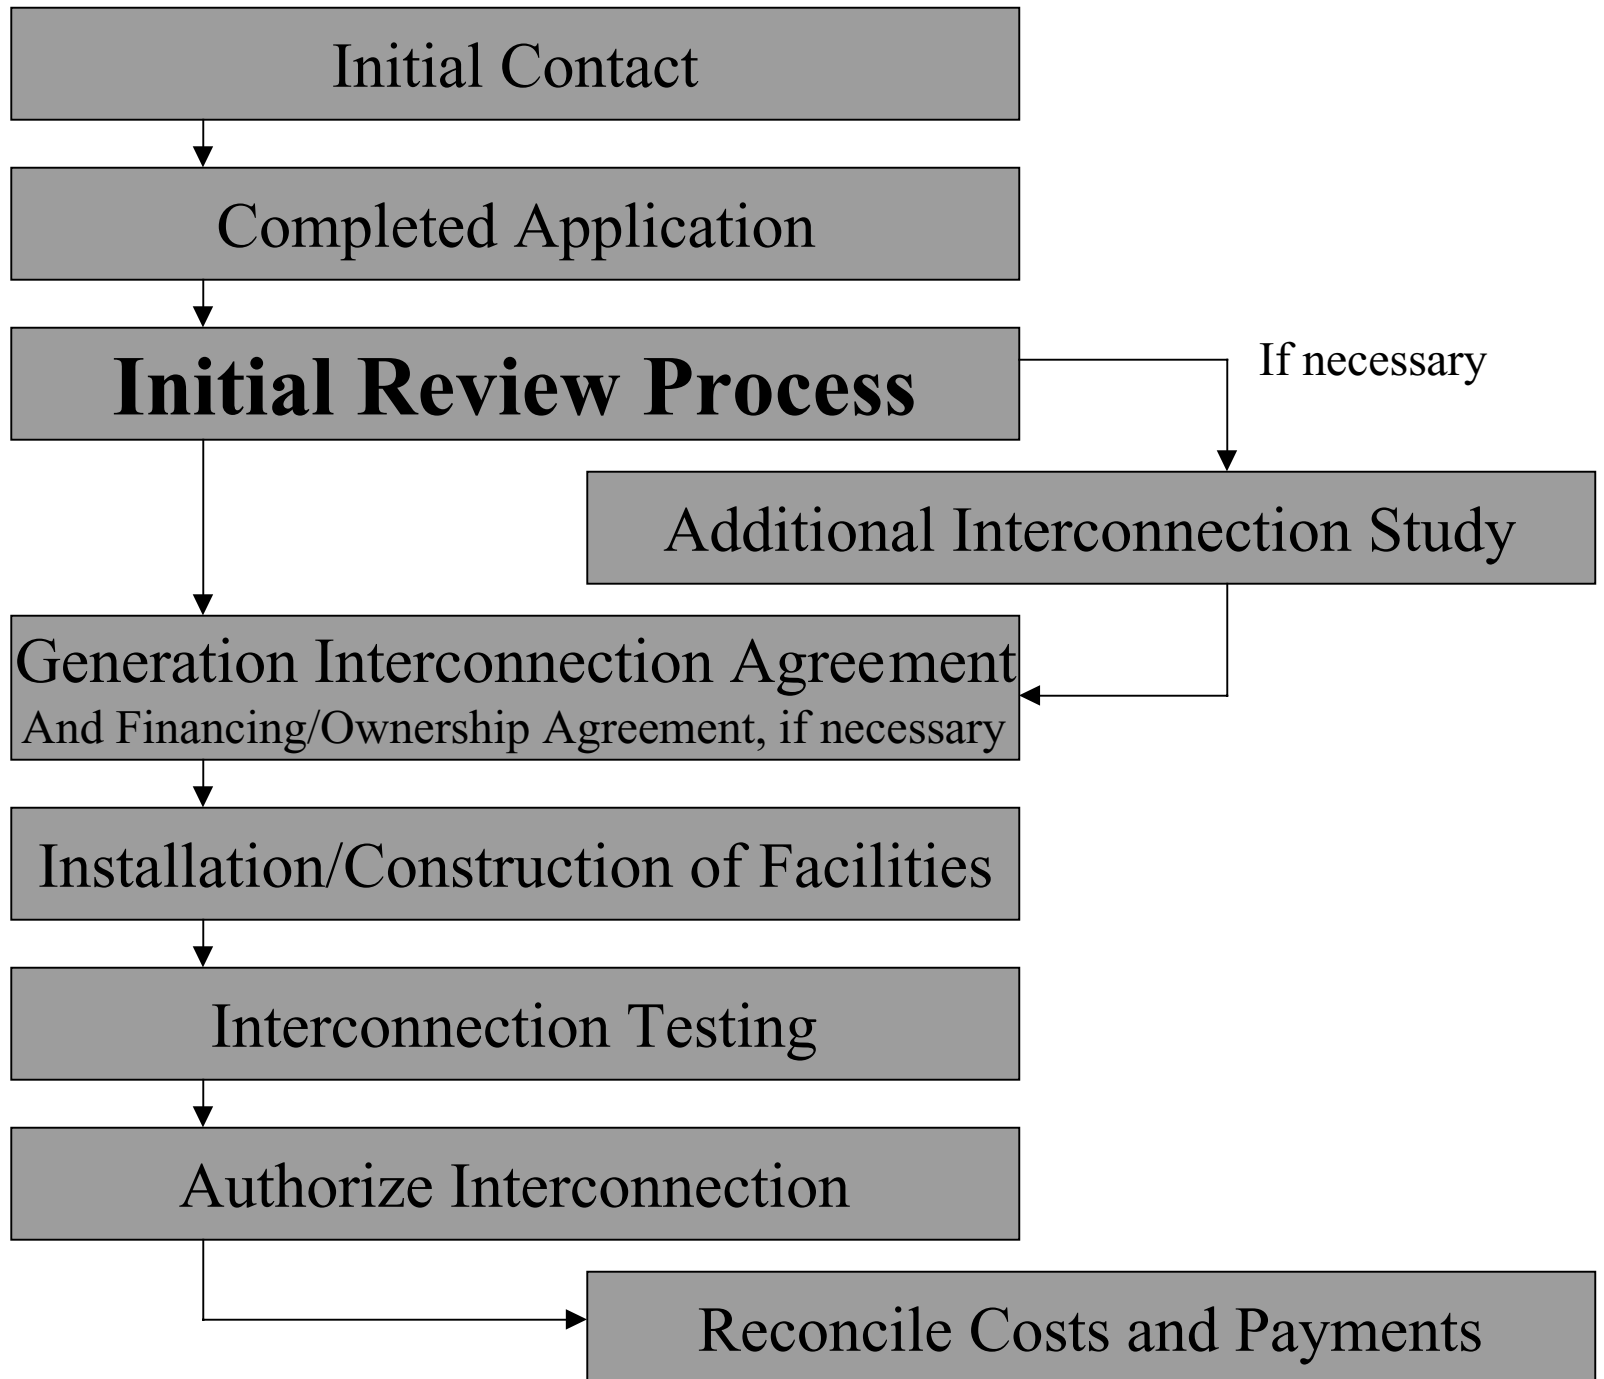 Initial Contact
Completed Application
Initial Review Process
If necessary
Additional Interconnection Study
Generation Interconnection Agreement
And Financing/Ownership Agreement, if necessary
Installation/Construction of Facilities
Interconnection Testing
Authorize Interconnection
Reconcile Costs and Payments